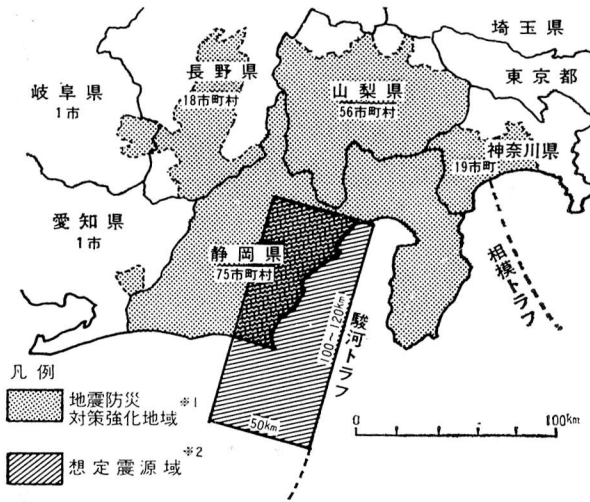 埼玉県
東京都
長野県
18市町村
岐阜県
1市
山梨県
56市町村
神奈川県
19市町
愛知県
1市
静岡県
75市町村
相模トラフ
駿河トラフ
100~120km
50km
凡例
地震防災
対策強化地域 ※1
想定震源域 ※2
0 100km